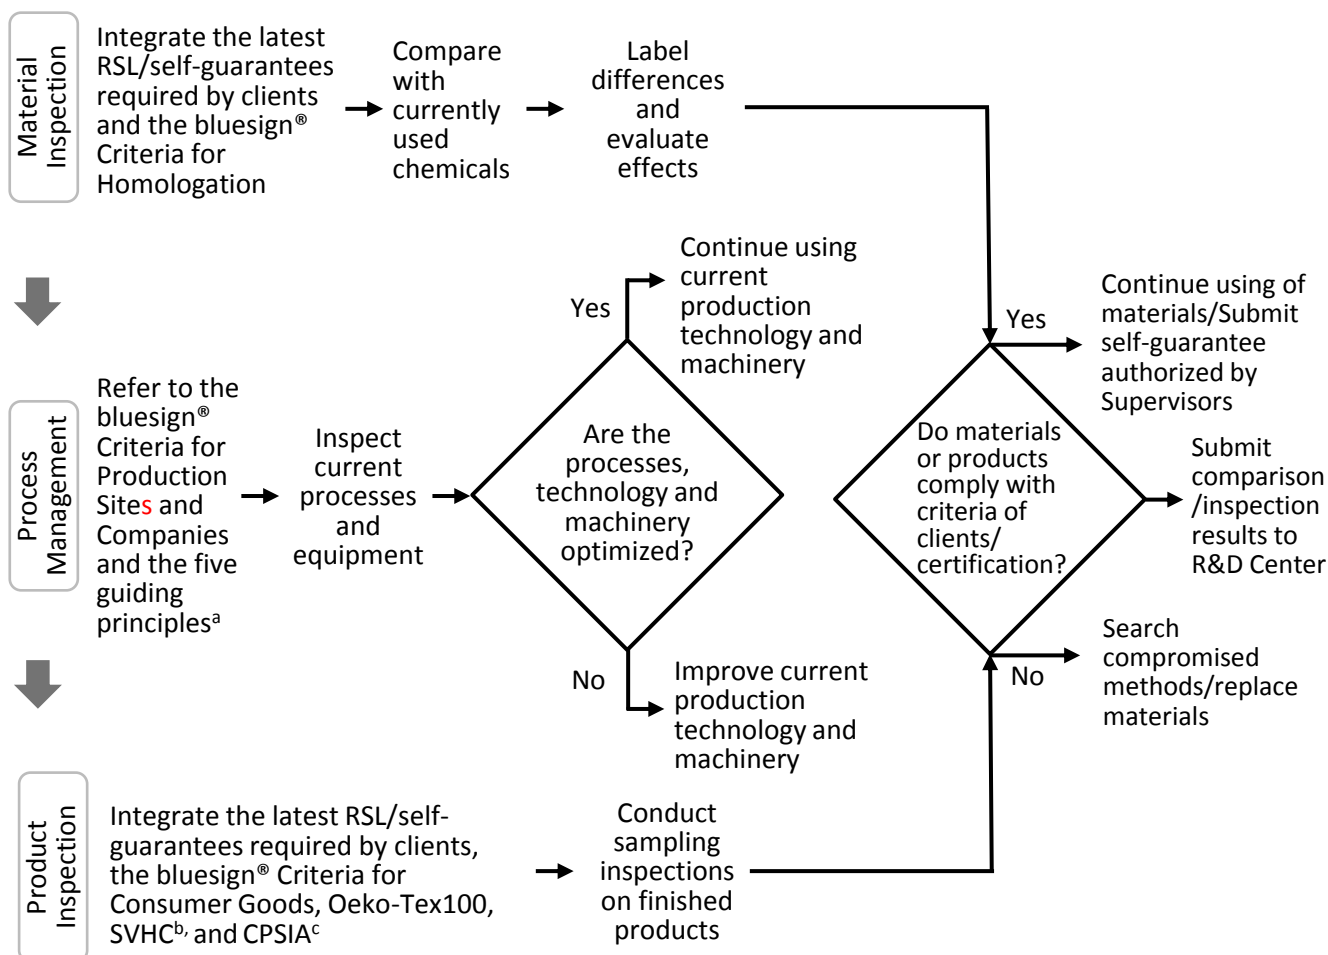 Material
Inspection
Integrate the latest
RSL/self-guarantees
required by clients
and the bluesign®
Criteria for
Homologation
Compare
with
currently
used
chemicals
Label
differences
and
evaluate
effects
Process
Management
Refer to the
bluesign®
Criteria for
Production
Sites and
Companies
and the five
guiding
principlesᵃ
Inspect
current
processes
and
equipment
Are the
processes,
technology and
machinery
optimized?
Yes
Continue using
current
production
technology and
machinery
No
Improve current
production
technology and
machinery
Do materials
or products
comply with
criteria of
clients/
certification?
Yes
Continue using of
materials/Submit
self-guarantee
authorized by
Supervisors
Submit
comparison
/inspection
results to
R&D Center
No
Search
compromised
methods/replace
materials
Product
Inspection
Integrate the latest RSL/self-
guarantees required by clients,
the bluesign® Criteria for
Consumer Goods, Oeko-Tex100,
SVHCᵇ, and CPSIAᶜ
Conduct
sampling
inspections
on finished
products